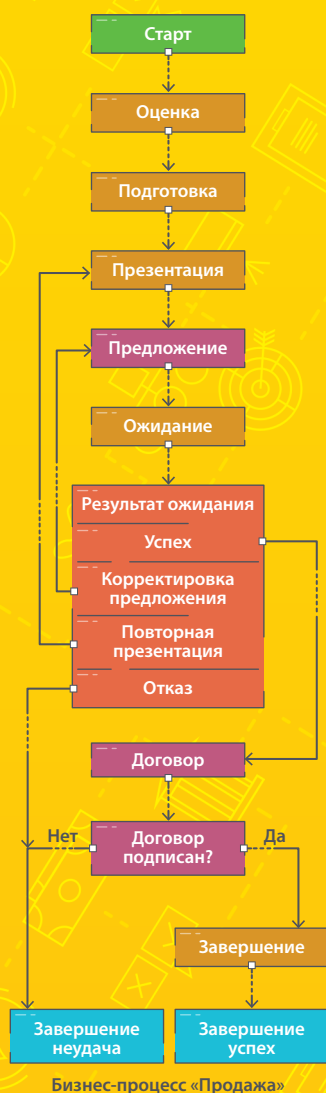 Старт
Оценка
Подготовка
Презентация
Предложение
Ожидание
Результат ожидания
Успех
Корректировка
предложения
Повторная
презентация
Отказ
Договор
Нет
Договор
подписан?
Да
Завершение
Завершение
неудача
Завершение
успех
Бизнес-процесс «Продажа»